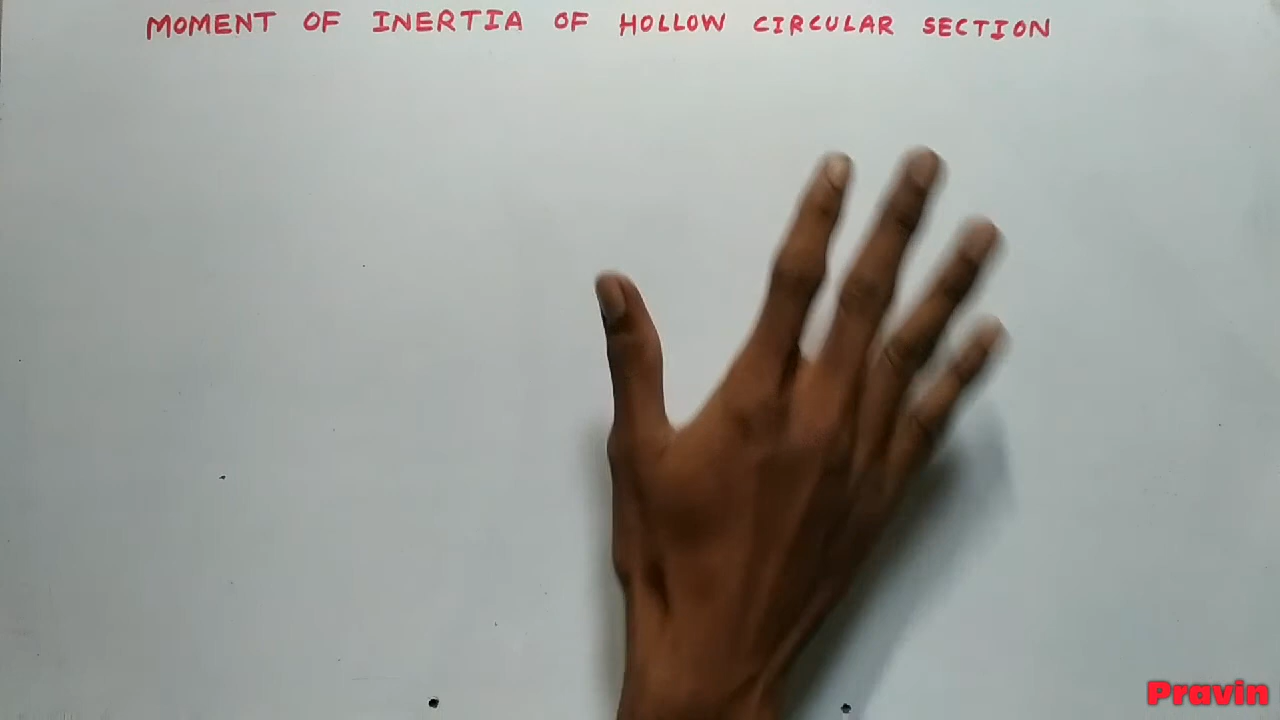 MOMENT OF INERTIA OF HOLLOW CIRCULAR SECTION
Pravin